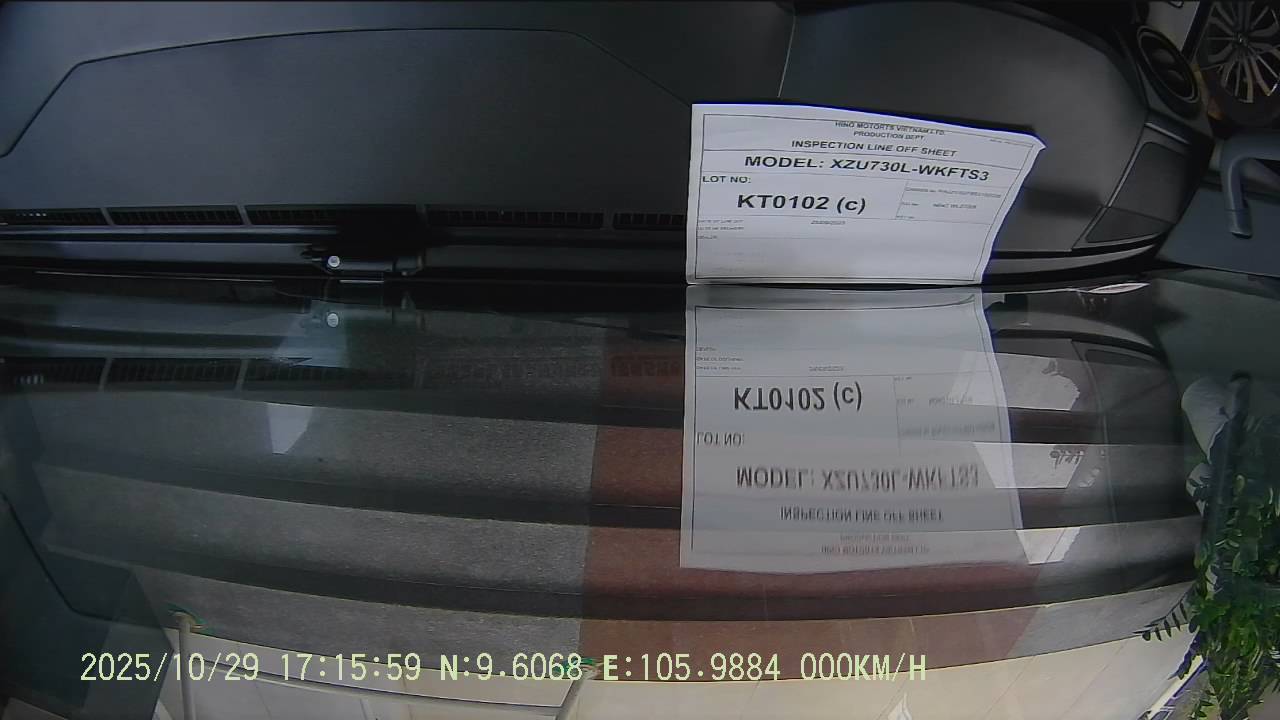 HINO MOTORTS VIETNAM LTD.
PRODUCTION DEPT.
INSPECTION LINE OFF SHEET
MODEL: XZU730L-WKFTS3
LOT NO:
KT0102 (c)
2025/10/29 17:15:59 N:9.6068 E:105.9884 000KM/H